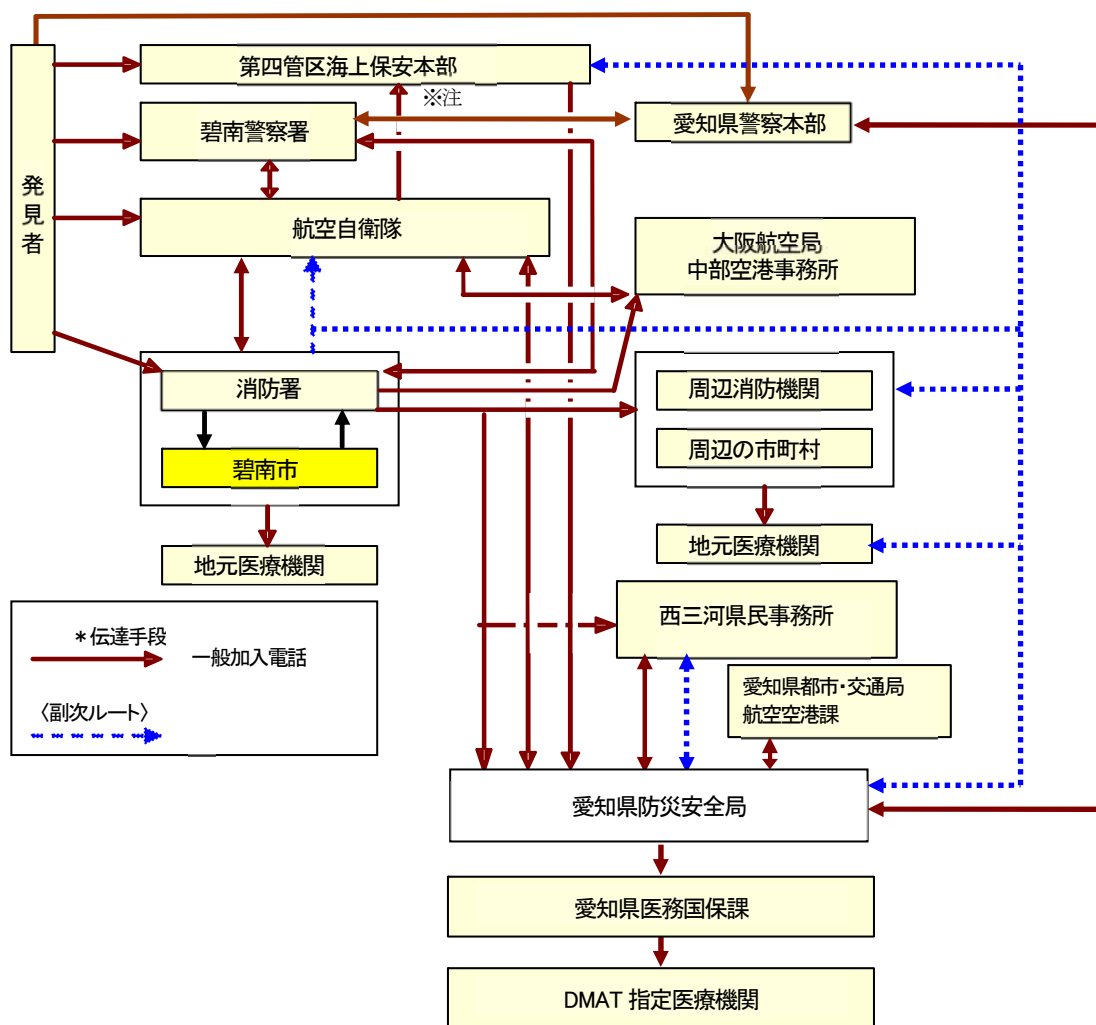 第四管区海上保安本部
※注
碧南警察署
愛知県警察本部
発見者
航空自衛隊
大阪航空局
中部空港事務所
消防署
周辺消防機関
周辺の市町村
碧南市
地元医療機関
地元医療機関
西三河県民事務所
*伝達手段
一般加入電話
〈副次ルート〉
愛知県都市・交通局
航空空港課
愛知県防災安全局
愛知県医務国保課
DMAT 指定医療機関